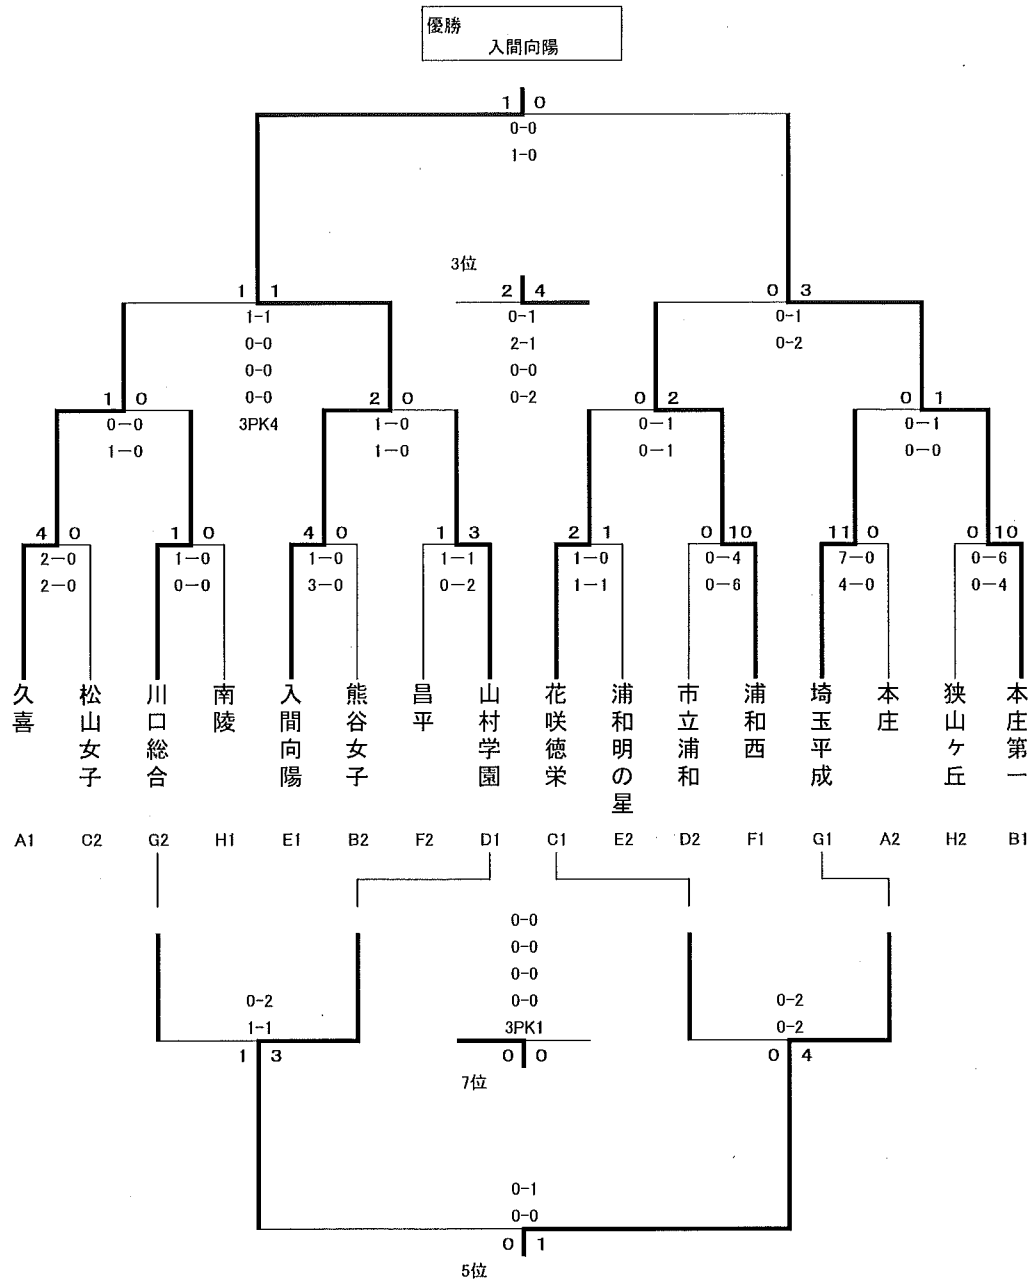 優勝
入間向陽
1 0
0-0
1-0
3位
1 1
2 4
0 3
1-1
0-1
0-1
0-0
2-1
0-2
0-0
0-0
0-0
0-2
3PK4
1 0
2 0
0 2
0 1
0-0
1-0
0-1
0-1
1-0
1-0
0-1
0-0
4 0
1 0
4 0
1 3
2 1
0 10
11 0
0 10
2-0
1-0
1-0
1-1
1-0
0-4
7-0
0-6
2-0
0-0
3-0
0-2
1-1
0-6
4-0
0-4
久喜
松山女子
川口総合
南陵
入間向陽
熊谷女子
昌平
山村学園
花咲徳栄
浦和明の星
市立浦和
浦和西
埼玉平成
本庄
狭山ヶ丘
本庄第一
A1 C2 G2 H1 E1 B2 F2 D1 C1 E2 D2 F1 G1 A2 H2 B1
0-0
0-0
0-0
0-0
3PK1
0 0
7位
0-2
1-1
1 3
0-2
0-2
0 4
0-1
0-0
0 1
5位